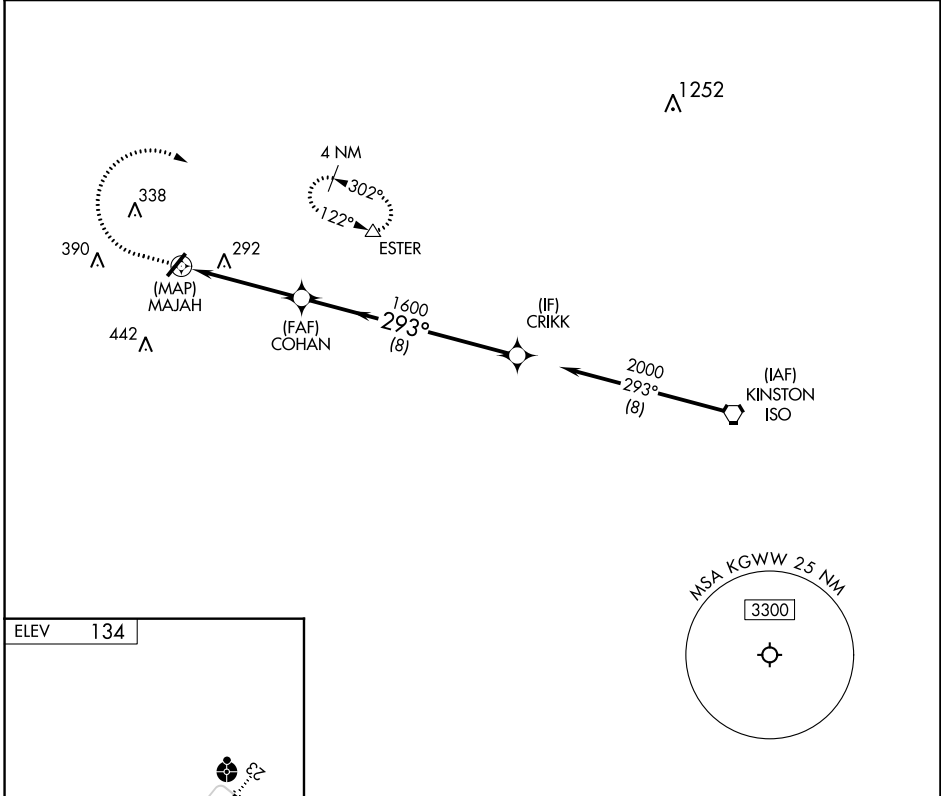 1252
4 NM
302°
122°
ESTER
338
390
292
(MAP)
MAJAH
442
(FAF)
COHAN
1600
293°
(8)
(IF)
CRIKK
2000
293°
(8)
(IAF)
KINSTON
ISO
MSA KGWW 25 NM
3300
ELEV 134
23